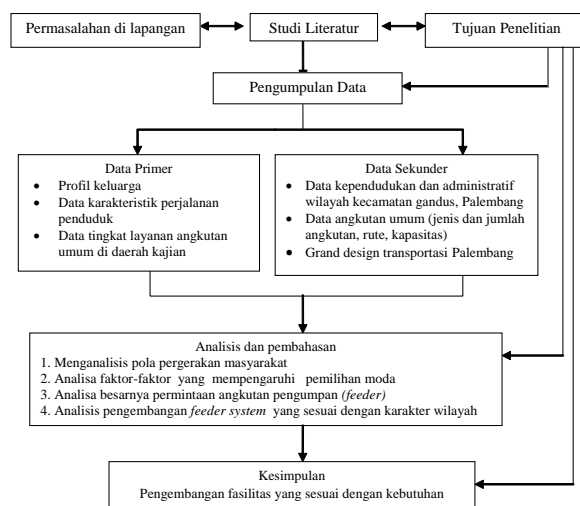 Permasalahan di lapangan
Studi Literatur
Tujuan Penelitian
Pengumpulan Data
Data Primer
• Profil keluarga
• Data karakteristik perjalanan
penduduk
• Data tingkat layanan angkutan
umum di daerah kajian
Data Sekunder
• Data kependudukan dan administratif
wilayah kecamatan gandus, Palembang
• Data angkutan umum (jenis dan jumlah
angkutan, rute, kapasitas)
• Grand design transportasi Palembang
Analisis dan pembahasan
1. Menganalisis pola pergerakan masyarakat
2. Analisa faktor-faktor yang mempengaruhi pemilihan moda
3. Analisa besarnya permintaan angkutan pengumpan (feeder)
4. Analisis pengembangan feeder system yang sesuai dengan karakter wilayah
Kesimpulan
Pengembangan fasilitas yang sesuai dengan kebutuhan